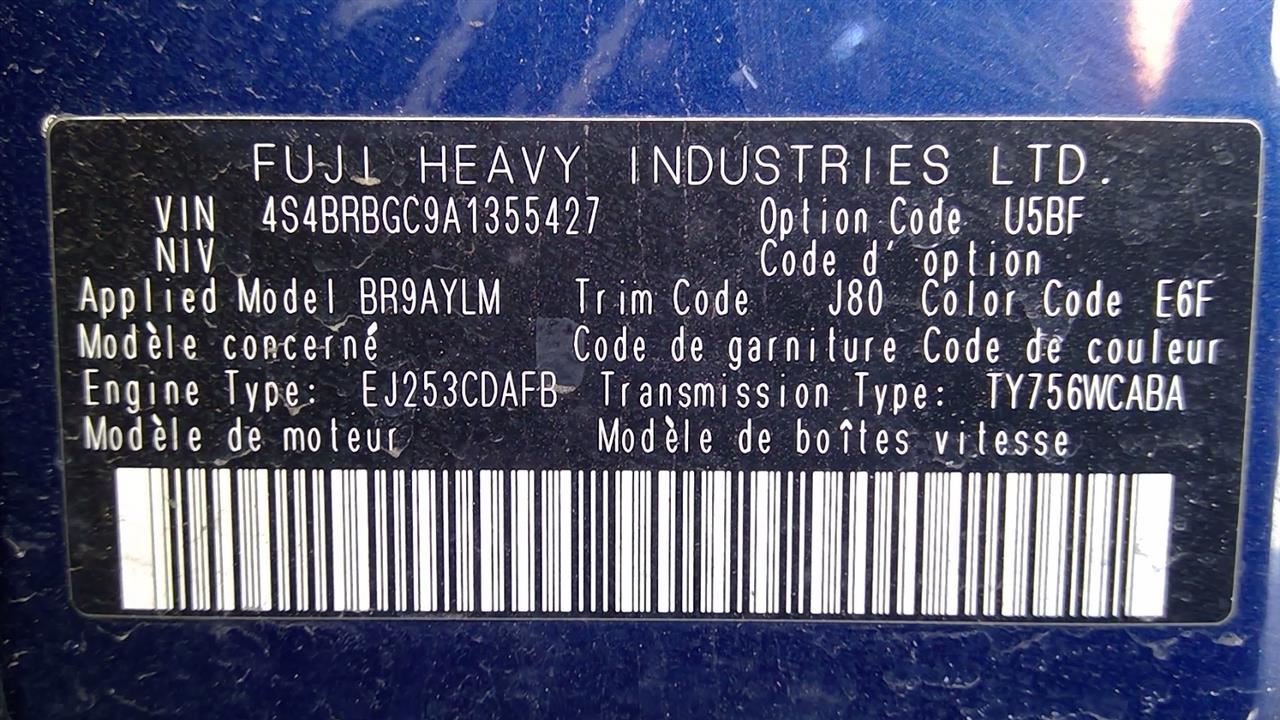 FUJI HEAVY INDUSTRIES LTD.
VIN 4S4BRBGC9A1355427 Option Code U5BF
NIV Code d' option
Applied Model BR9AYLM Trim Code J80 Color Code E6F
Modèle concerné Code de garniture Code de couleur
Engine Type: EJ253CDAFB Transmission Type: TY756WCABA
Modèle de moteur Modèle de boîtes vitesse